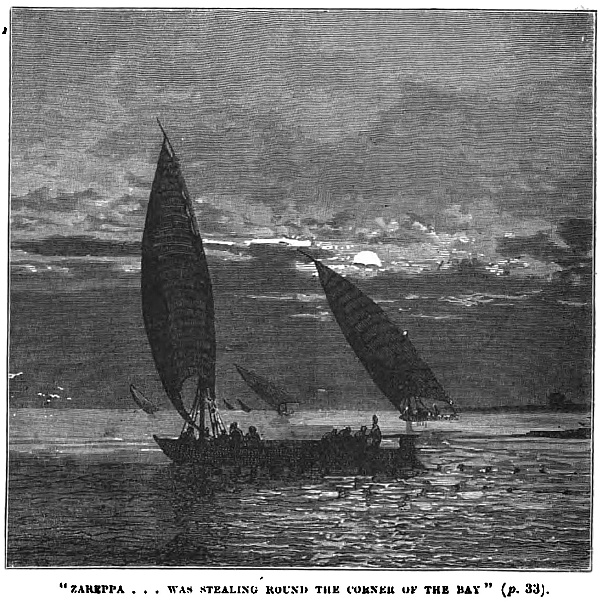 "ZAREPPA . . . WAS STEALING ROUND THE CORNER OF THE BAY" (p. 33).